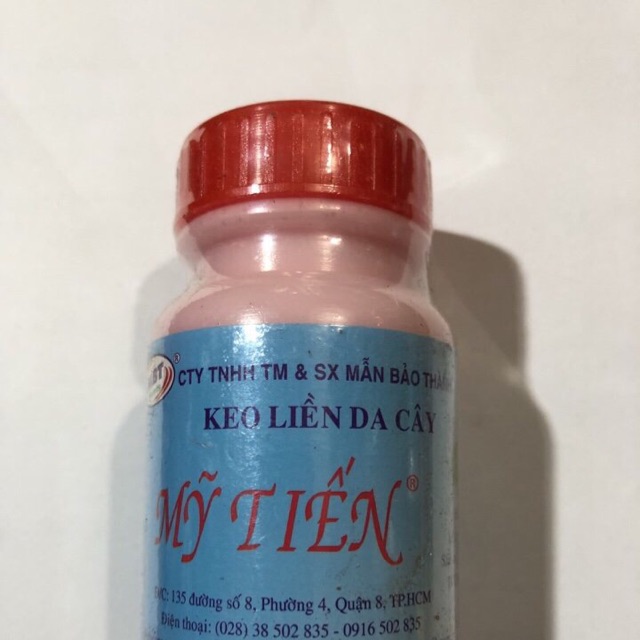 ® CTY TNHH TM & SX MẪN BẢO
KEO LIỀN DA CÂY
MỸ TIẾN®
Đ/C: 135 đường số 8, Phường 4, Quận 8, TP.HCM
Điện thoại: (028) 38 502 835 - 0916 502 835